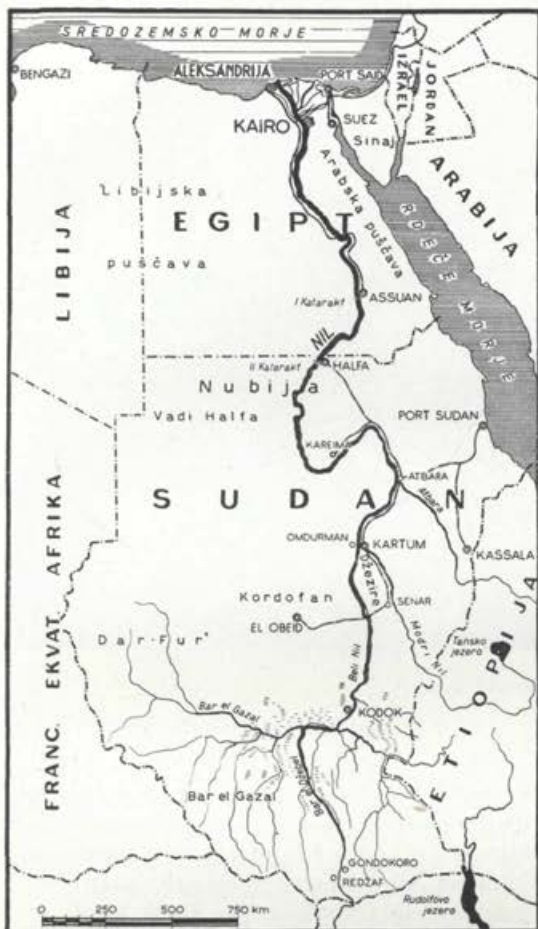 SREDOZEMSKO MORJE
BENGAZI
ALEKSANDRIJA
PORT SAID
IZRAEL
JORDAN
KAIRO
SUEZ
Sinaj
ARABIJA
Libijska
puščava
Arabska puščava
EGIPT
LIBIJA
RDEČE MORJE
I Katarakt
ASSUAN
NIL
II Katarakt
HALFA
Nubija
Vadi Halfa
PORT SUDAN
KAREIMA
ATBARA
Atbara
SUDAN
OMDURMAN
KARTUM
KASSALA
Džezire
Kordofan
SENAR
EL OBEID
Modri Nil
Tansko
jezero
Dar-Fur
Beli Nil
ETIOPIJA
FRANC. EKVAT. AFRIKA
Bar el Gazal
KODOK
Bar el Gazal
Bar el Džebel
GONDOKORO
REDŽAF
Rudolfovo
jezero
0 250 500 750 km